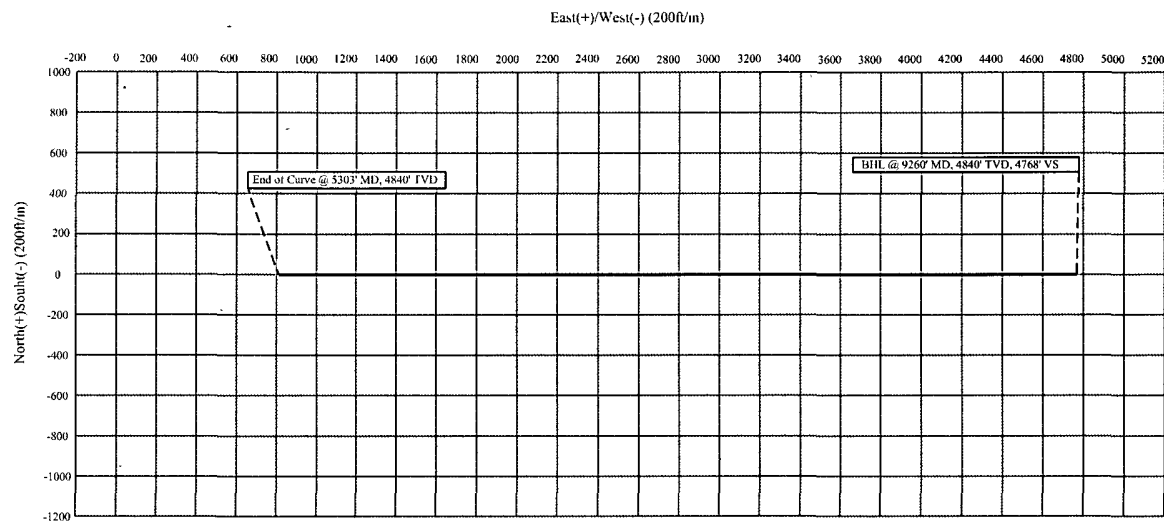 East(+)/West(-) (200ft/in)
-200 0 200 400 600 800 1000 1200 1400 1600 1800 2000 2200 2400 2600 2800 3000 3200 3400 3600 3800 4000 4200 4400 4600 4800 5000 5200
1000
800
600
BHL @ 9260' MD, 4840' TVD, 4768' VS
End of Curve @ 5303' MD, 4840' TVD
400
200
0
-200
-400
-600
-800
-1000
-1200
North(+)Souht(-) (200ft/in)